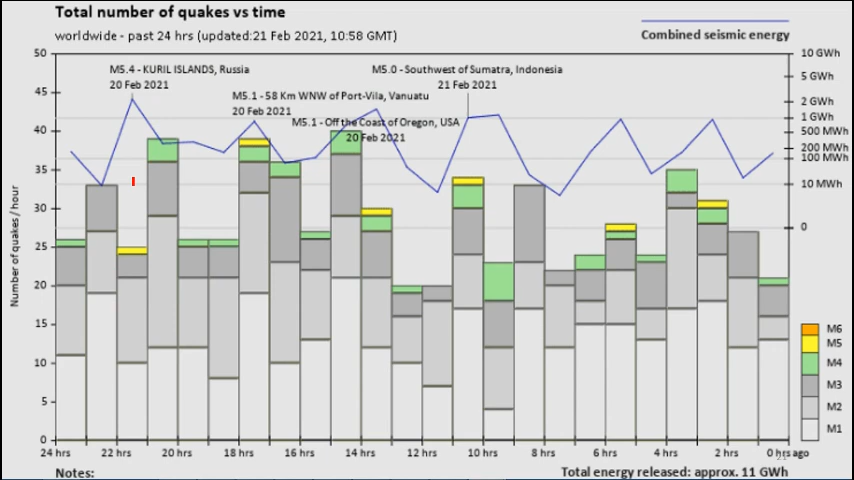 Total number of quakes vs time
worldwide - past 24 hrs (updated:21 Feb 2021, 10:58 GMT)
Combined seismic energy
M5.4 - KURIL ISLANDS, Russia
20 Feb 2021
M5.0 - Southwest of Sumatra, Indonesia
21 Feb 2021
M5.1 - 58 Km WNW of Port-Vila, Vanuatu
20 Feb 2021
M5.1 - Off the Coast of Oregon, USA
20 Feb 2021
Number of quakes / hour
50
45
40
35
30
25
20
15
10
5
0
10 GWh
5 GWh
2 GWh
1 GWh
500 MWh
200 MWh
100 MWh
10 MWh
0
M6
M5
M4
M3
M2
M1
24 hrs 22 hrs 20 hrs 18 hrs 16 hrs 14 hrs 12 hrs 10 hrs 8 hrs 6 hrs 4 hrs 2 hrs 0 hrs ago
Notes:
Total energy released: approx. 11 GWh